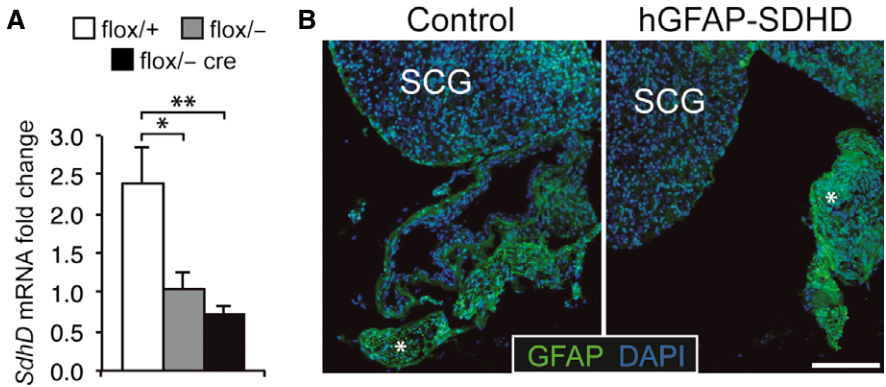 A
flox/+ flox/–
flox/– cre
**
*
SdhD mRNA fold change
3.0
2.5
2.0
1.5
1.0
0.5
0.0
B
Control hGFAP-SDHD
SCG SCG
*
*
GFAP DAPI